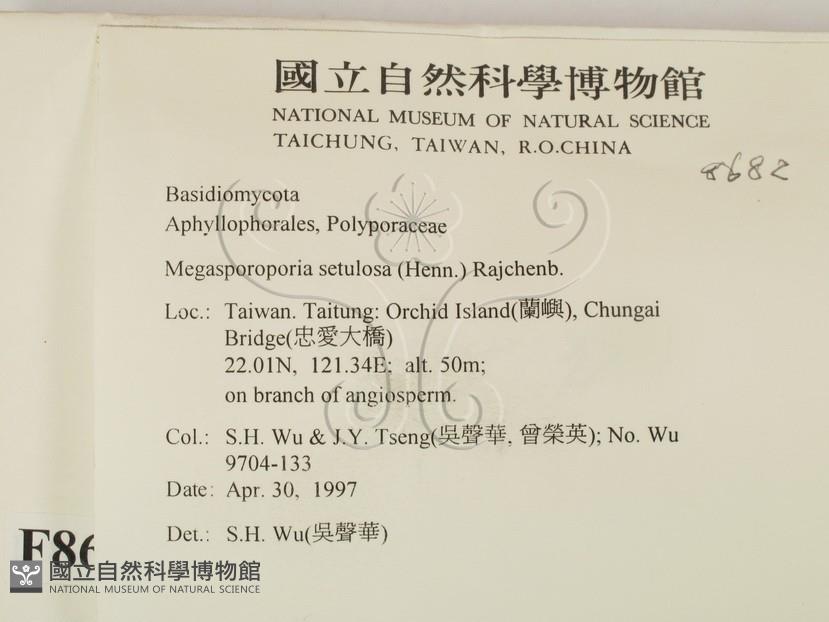 國立自然科學博物館
NATIONAL MUSEUM OF NATURAL SCIENCE
TAICHUNG, TAIWAN, R.O.CHINA
8682
Basidiomycota
Aphyllophorales, Polyporaceae
Megasporoporia setulosa (Henn.) Rajchenb.
Loc.: Taiwan. Taitung: Orchid Island(蘭嶼), Chungai
Bridge(忠愛大橋)
22.01N, 121.34E; alt. 50m;
on branch of angiosperm.
Col.: S.H. Wu & J.Y. Tseng(吳聲華, 曾榮英); No. Wu
9704-133
Date: Apr. 30, 1997
Det.: S.H. Wu(吳聲華)
F86
國立自然科學博物館
NATIONAL MUSEUM OF NATURAL SCIENCE